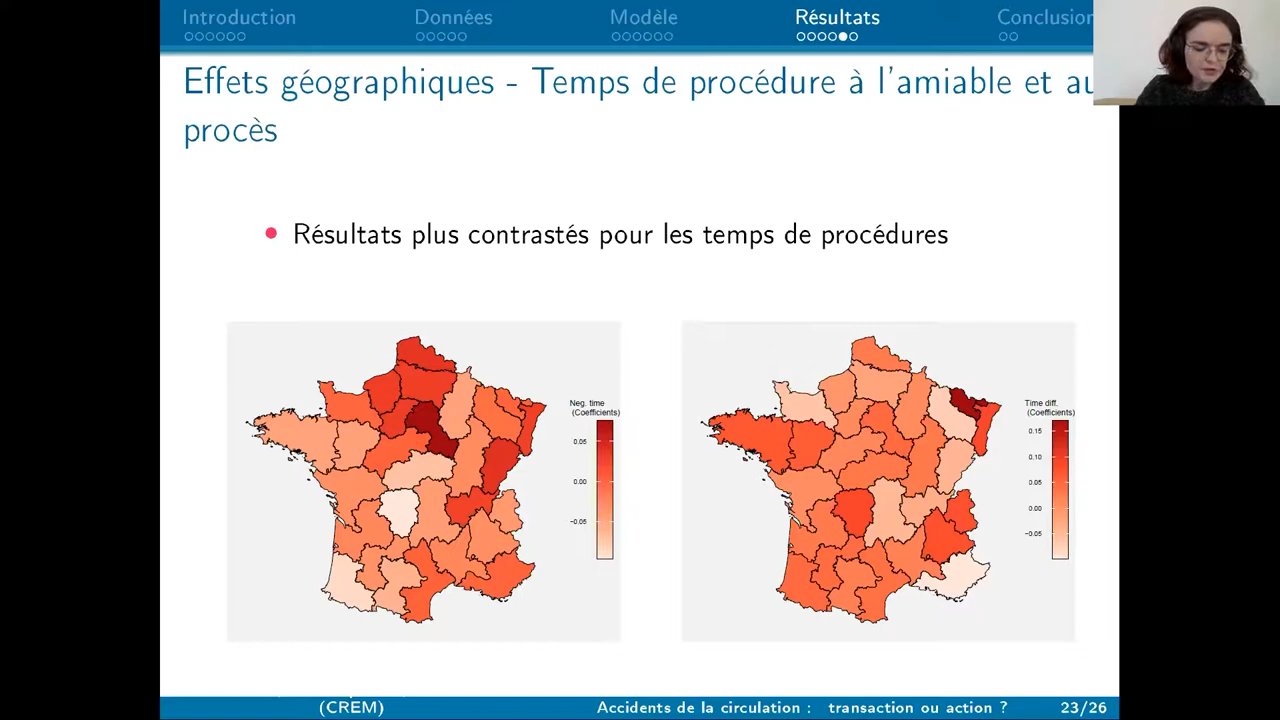 Introduction Données Modèle Résultats Conclusion
Effets géographiques - Temps de procédure à l'amiable et au
procès
Résultats plus contrastés pour les temps de procédures
Neg. time
(Coefficients)
0.05
0.00
−0.05
Time diff.
(Coefficients)
0.15
0.10
0.05
0.00
−0.05
(CREM) Accidents de la circulation : transaction ou action ? 23/26